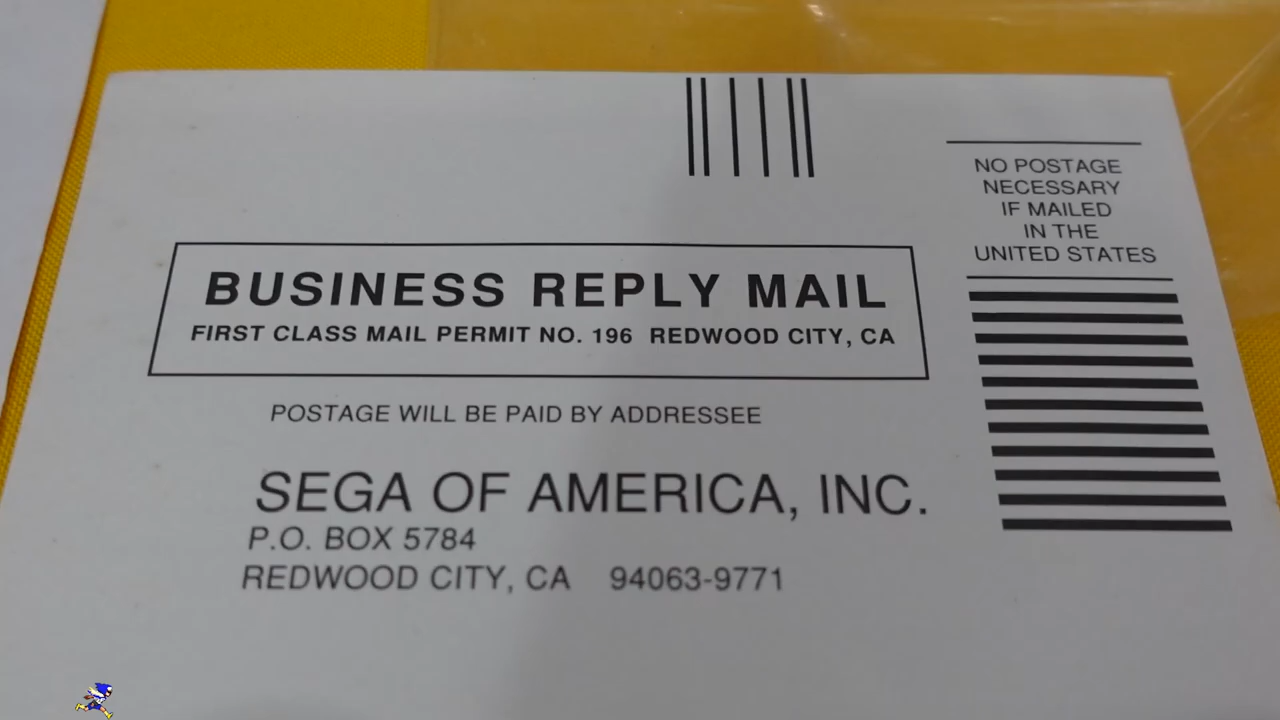 NO POSTAGE
NECESSARY
IF MAILED
IN THE
UNITED STATES
BUSINESS REPLY MAIL
FIRST CLASS MAIL PERMIT NO. 196 REDWOOD CITY, CA
POSTAGE WILL BE PAID BY ADDRESSEE
SEGA OF AMERICA, INC.
P.O. BOX 5784
REDWOOD CITY, CA 94063-9771